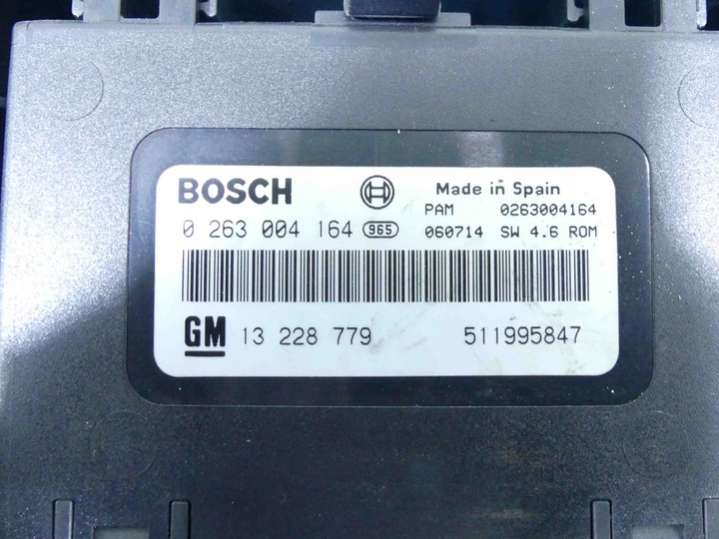 BOSCH Made in Spain
PAM 0263004164
0 263 004 164 965 060714 SW 4.6 ROM
GM 13 228 779 511995847